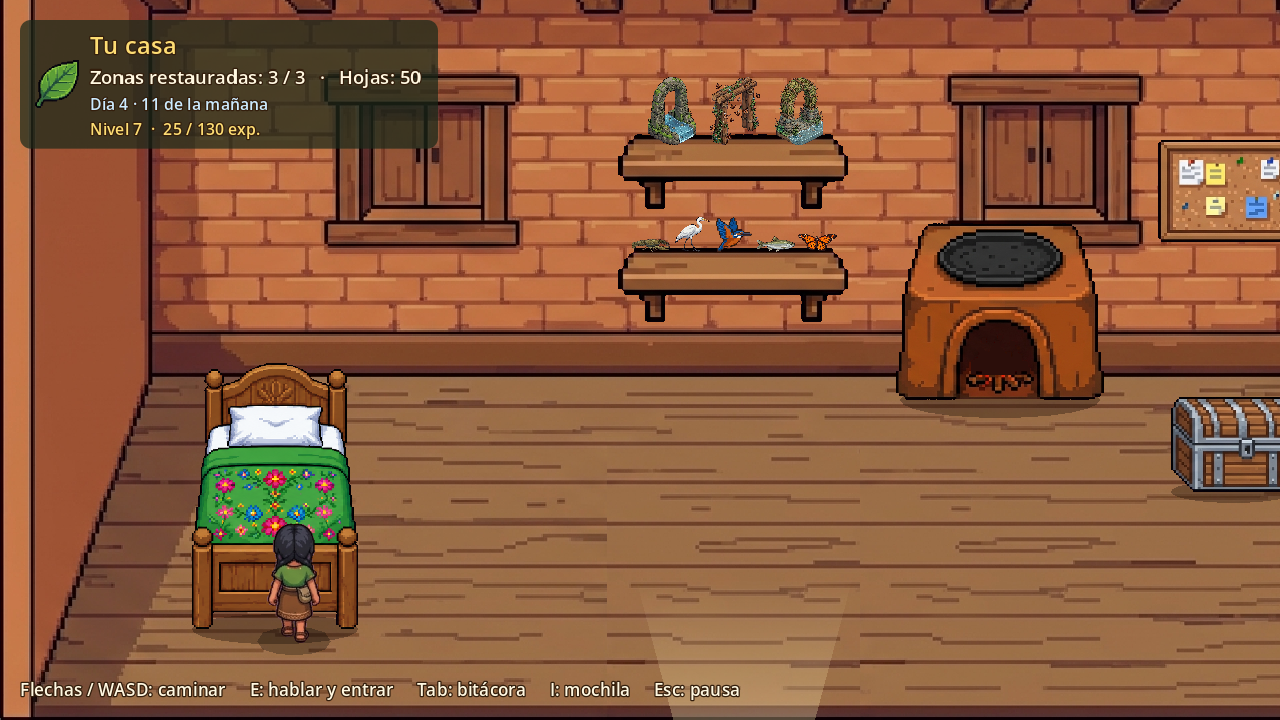 Tu casa
Zonas restauradas: 3 / 3 · Hojas: 50
Día 4 · 11 de la mañana
Nivel 7 · 25 / 130 exp.
Flechas / WASD: caminar E: hablar y entrar Tab: bitácora I: mochila Esc: pausa